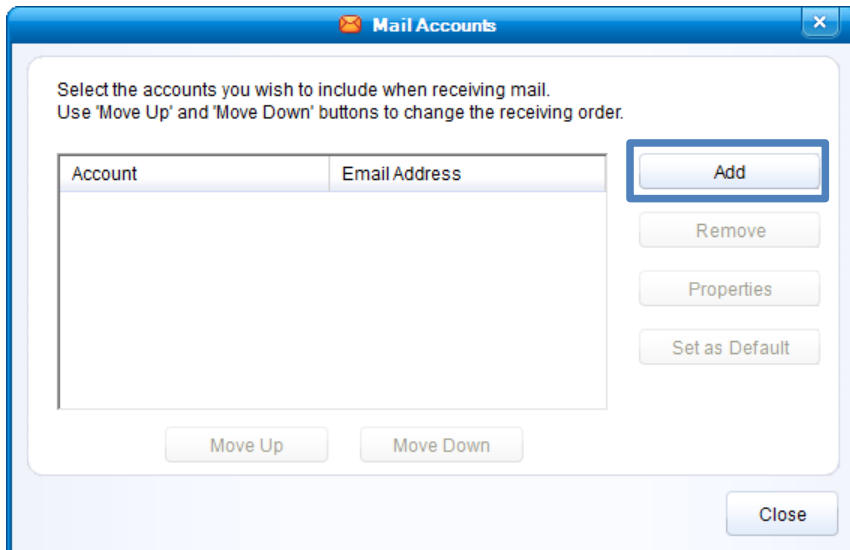 Mail Accounts
Select the accounts you wish to include when receiving mail.
Use 'Move Up' and 'Move Down' buttons to change the receiving order.
Account Email Address
Add
Remove
Properties
Set as Default
Move Up Move Down
Close